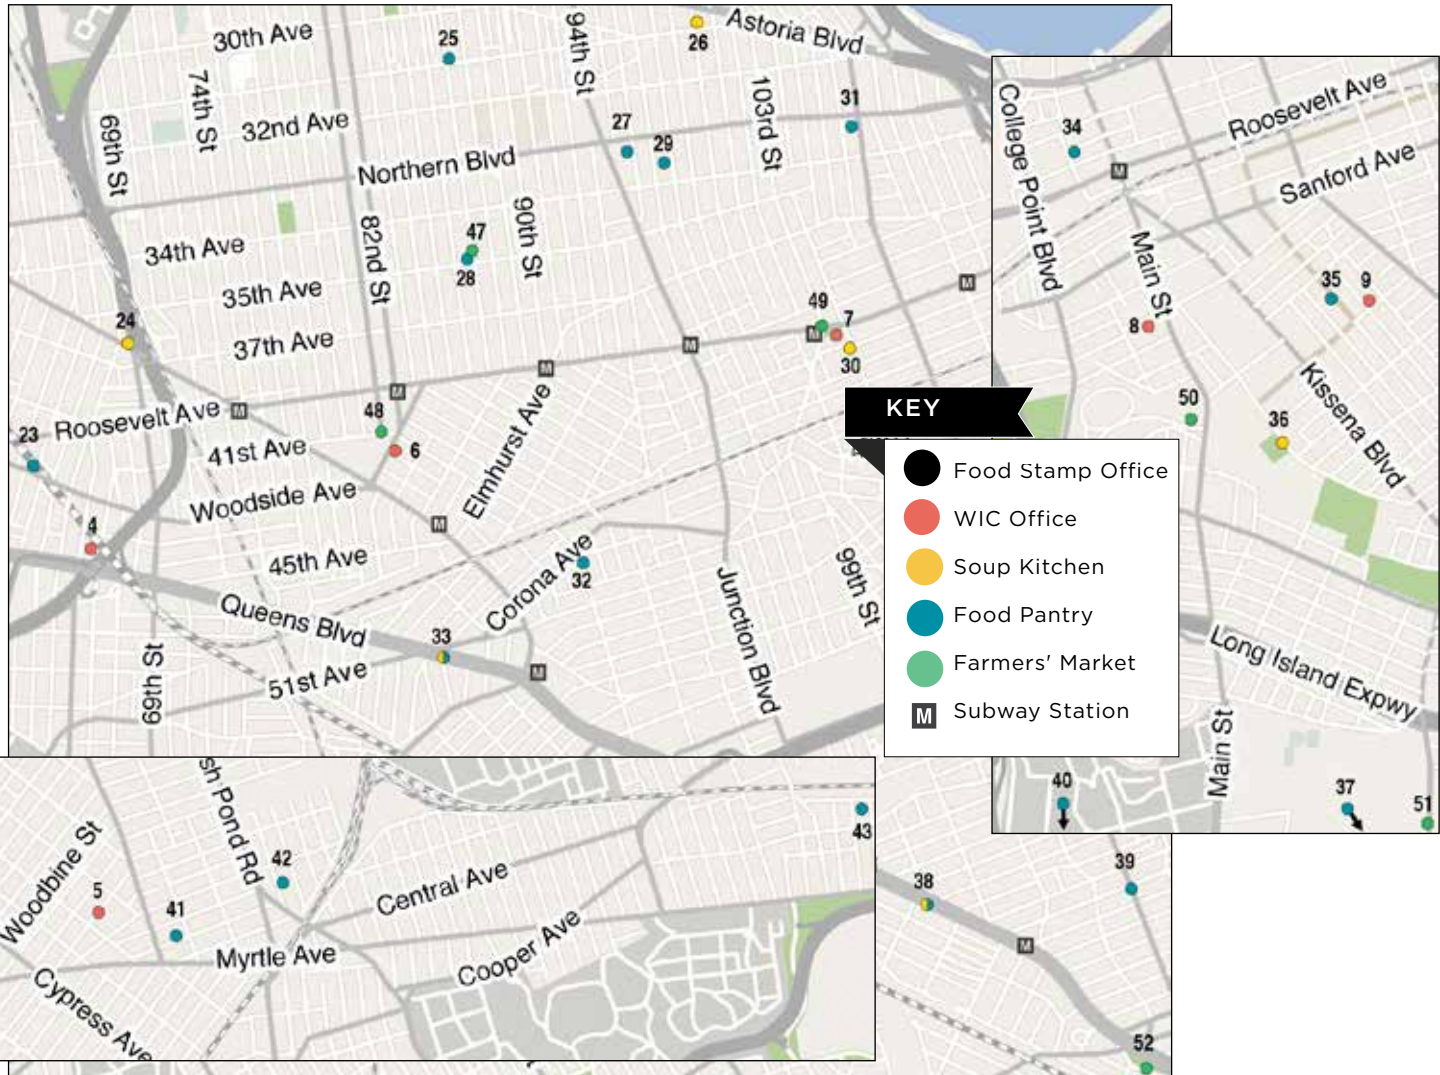 30th Ave
25
94th St
26
Astoria Blvd
74th St
69th St
32nd Ave
Northern Blvd
27
29
103rd St
31
34th Ave
82nd St
47
28
90th St
35th Ave
24
37th Ave
49
7
30
Roosevelt Ave
23
48
6
41st Ave
Woodside Ave
Elmhurst Ave
4
45th Ave
Corona Ave
32
Queens Blvd
33
51st Ave
69th St
Junction Blvd
99th St
M
M
M
M
M
M
M
M
College Point Blvd
34
M
Roosevelt Ave
Sanford Ave
Main St
8
35
9
50
36
Kissena Blvd
Long Island Expwy
Main St
40
37
51
KEY
Food Stamp Office
WIC Office
Soup Kitchen
Food Pantry
Farmers' Market
M Subway Station
sh Pond Rd
Woodbine St
5
41
42
43
Central Ave
Myrtle Ave
Cooper Ave
Cypress Ave
38
39
M
52